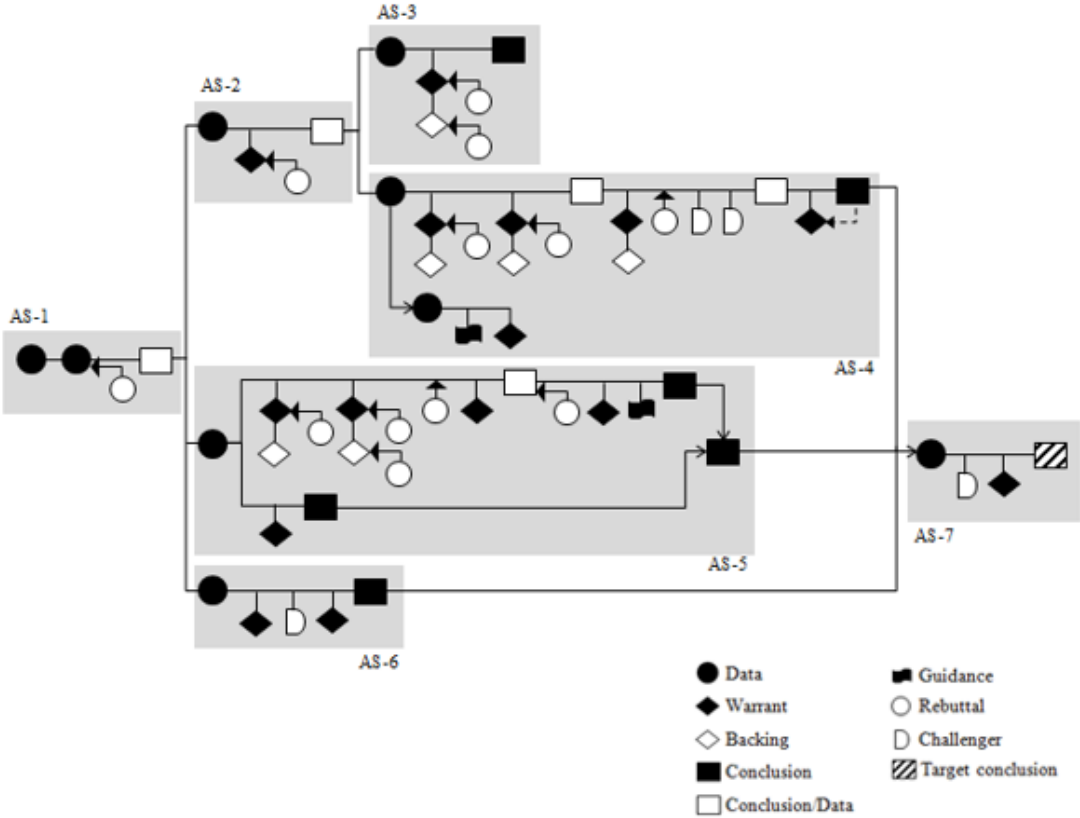 AS-3
AS-2
AS-1
AS-4
AS-7
AS-5
AS-6
Data
Guidance
Warrant
Rebuttal
Backing
Challenger
Conclusion
Target conclusion
Conclusion/Data